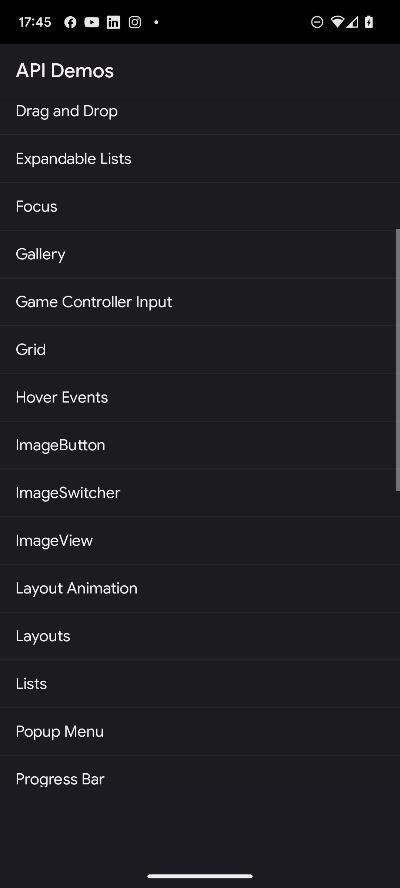 17:45
API Demos
Drag and Drop
Expandable Lists
Focus
Gallery
Game Controller Input
Grid
Hover Events
ImageButton
ImageSwitcher
ImageView
Layout Animation
Layouts
Lists
Popup Menu
Progress Bar